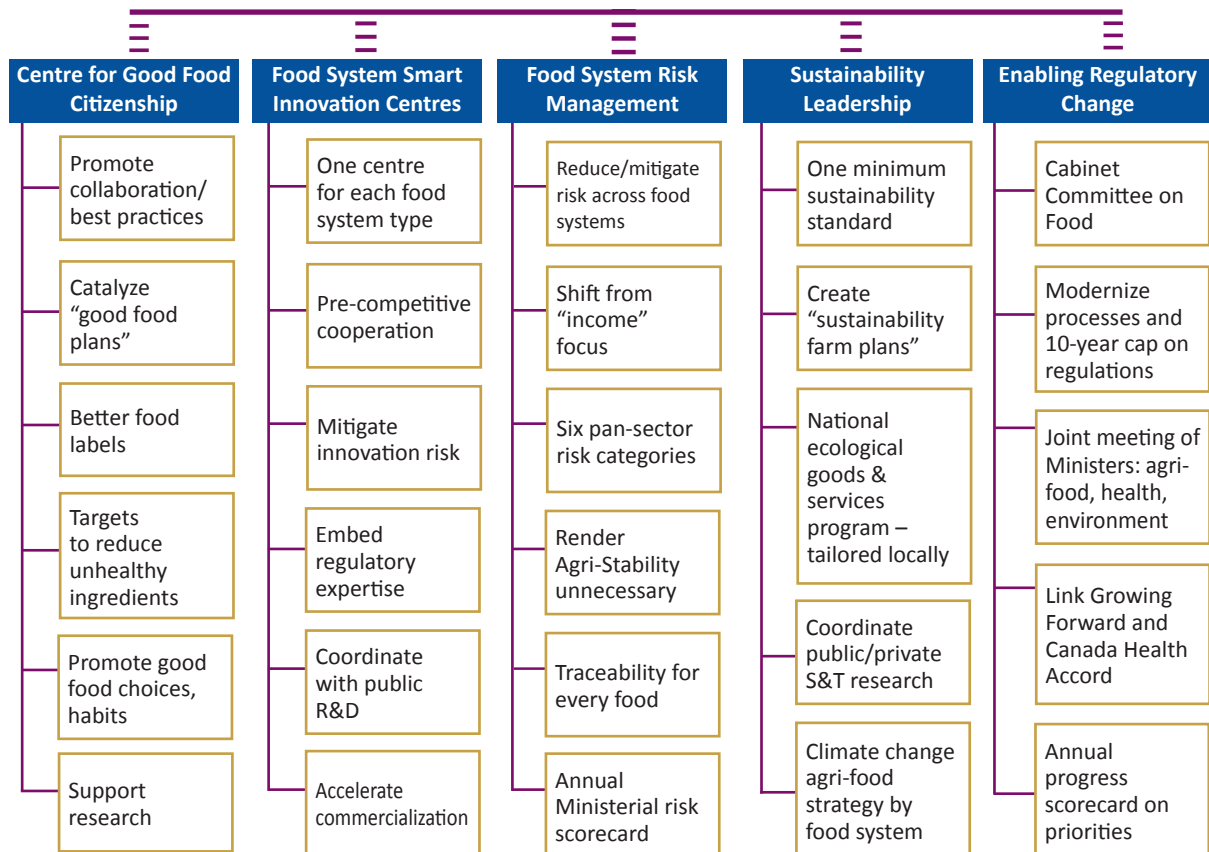 Centre for Good Food
Citizenship
Promote
collaboration/
best practices
Catalyze
“good food
plans”
Better food
labels
Targets
to reduce
unhealthy
ingredients
Promote good
food choices,
habits
Support
research
Food System Smart
Innovation Centres
One centre
for each food
system type
Pre-competitive
cooperation
Mitigate
innovation risk
Embed
regulatory
expertise
Coordinate
with public
R&D
Accelerate
commercialization
Food System Risk
Management
Reduce/mitigate
risk across food
systems
Shift from
“income”
focus
Six pan-sector
risk categories
Render
Agri-Stability
unnecessary
Traceability for
every food
Annual
Ministerial risk
scorecard
Sustainability
Leadership
One minimum
sustainability
standard
Create
“sustainability
farm plans”
National
ecological
goods &
services
program –
tailored locally
Coordinate
public/private
S&T research
Climate change
agri-food
strategy by
food system
Enabling Regulatory
Change
Cabinet
Committee on
Food
Modernize
processes and
10-year cap on
regulations
Joint meeting of
Ministers: agri-
food, health,
environment
Link Growing
Forward and
Canada Health
Accord
Annual
progress
scorecard on
priorities